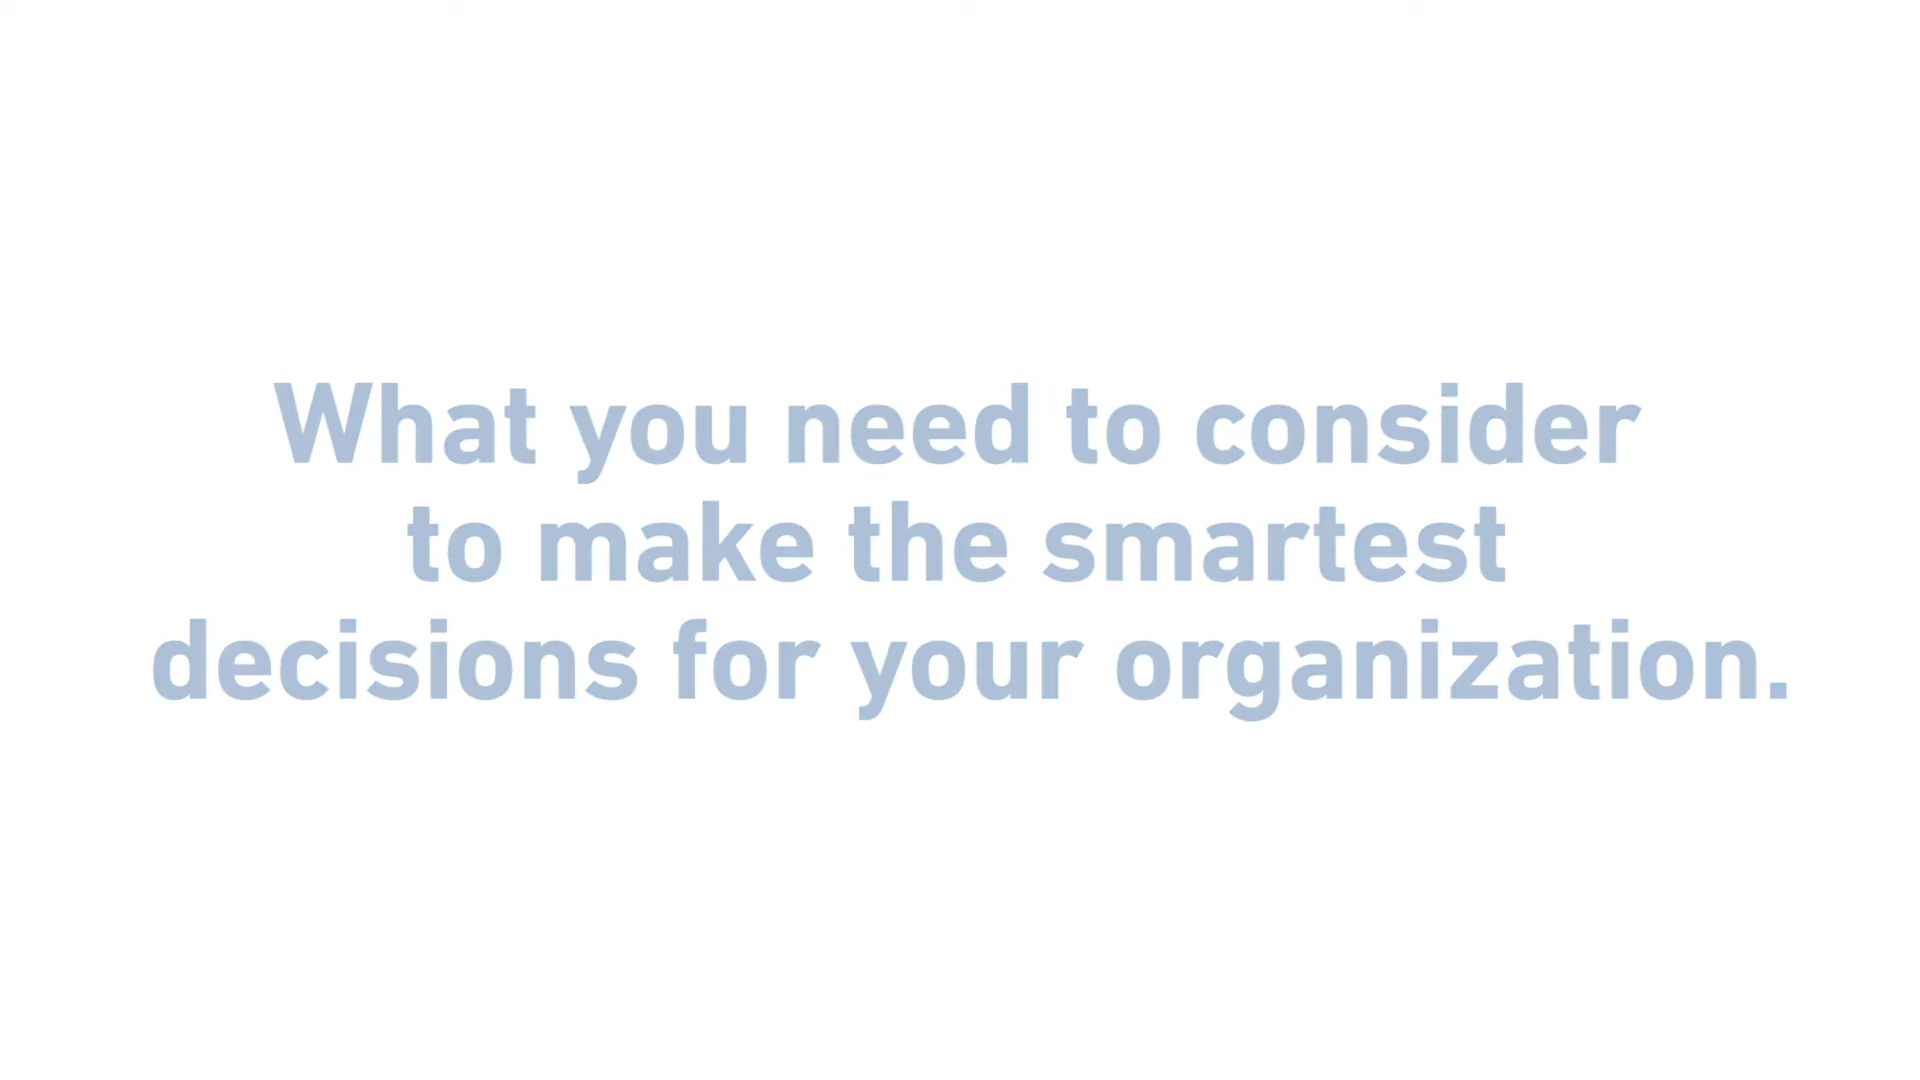 What you need to consider
to make the smartest
decisions for your organization.